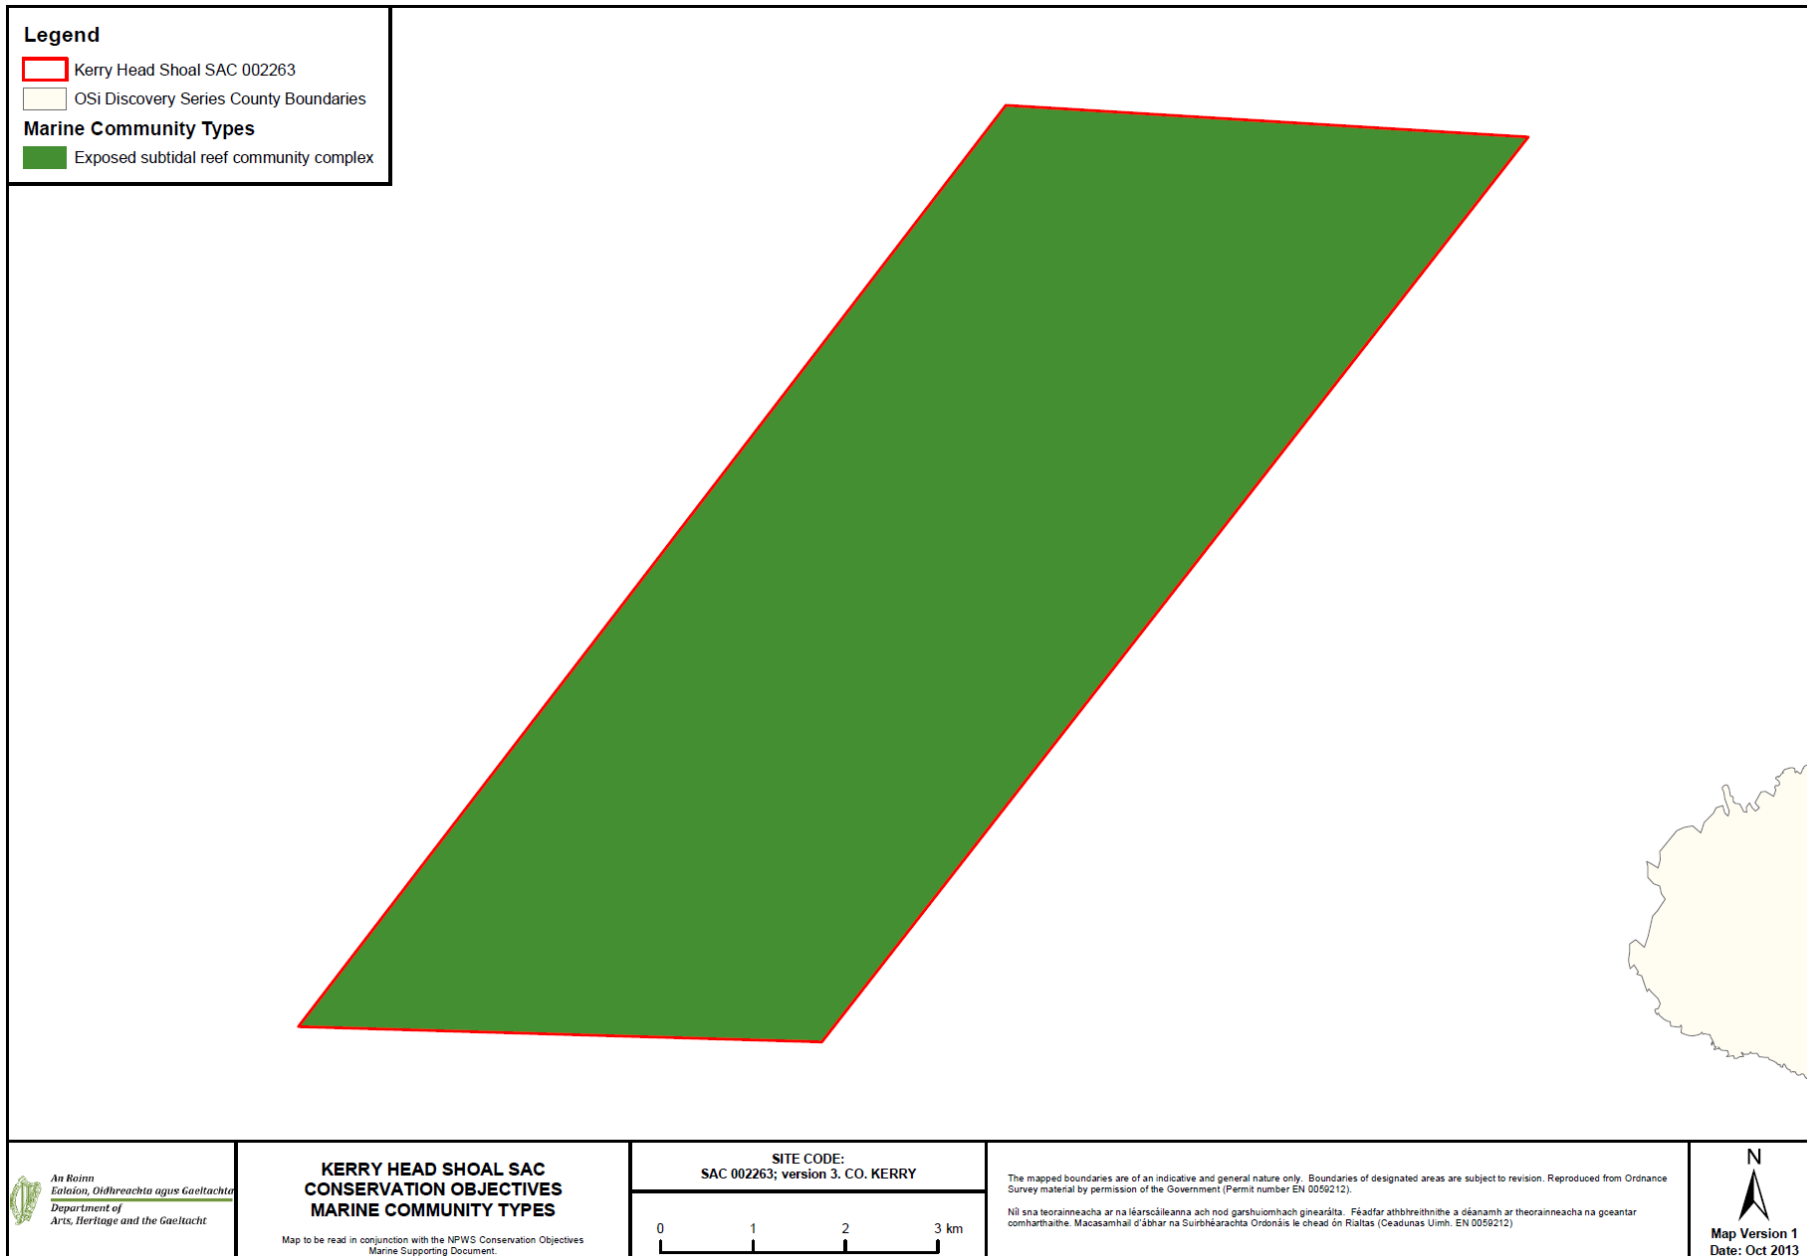 Legend
Kerry Head Shoal SAC 002263
OSi Discovery Series County Boundaries
Marine Community Types
Exposed subtidal reef community complex
An Roinn
Ealaíon, Oidhreachta agus Gaeltachta
Department of
Arts, Heritage and the Gaeltacht
KERRY HEAD SHOAL SAC
CONSERVATION OBJECTIVES
MARINE COMMUNITY TYPES
Map to be read in conjunction with the NPWS Conservation Objectives
Marine Supporting Document.
SITE CODE:
SAC 002263; version 3. CO. KERRY
0 1 2 3 km
The mapped boundaries are of an indicative and general nature only. Boundaries of designated areas are subject to revision. Reproduced from Ordnance
Survey material by permission of the Government (Permit number EN 0059212).
Níl sna teorainneacha ar na léarscáileanna ach nod garshuíomhach ginearálta. Féadfar athbhreithnithe a déanamh ar theorainneacha na gceantar
comharthaithe. Macasamhail d'ábhar na Suirbhéarachta Ordonáis le chead ón Rialtas (Ceadunas Uimh. EN 0059212)
N
Map Version 1
Date: Oct 2013